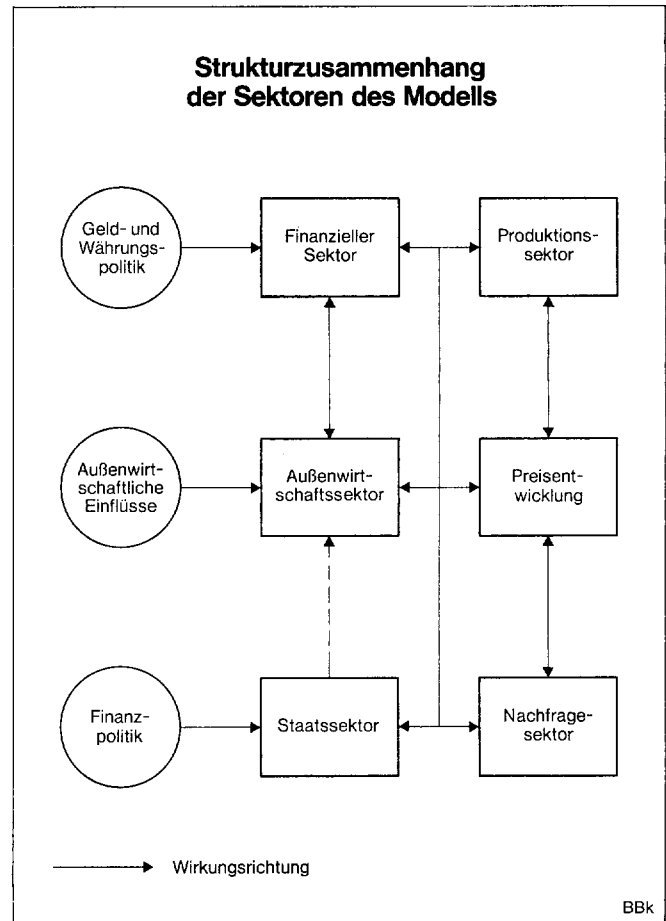 Strukturzusammenhang
der Sektoren des Modells
Geld- und
Währungs-
politik
Finanzieller
Sektor
Produktions-
sektor
Außenwirt-
schaftliche
Einflüsse
Außenwirt-
schaftssektor
Preisent-
wicklung
Finanz-
politik
Staatssektor
Nachfrage-
sektor
Wirkungsrichtung
BBk